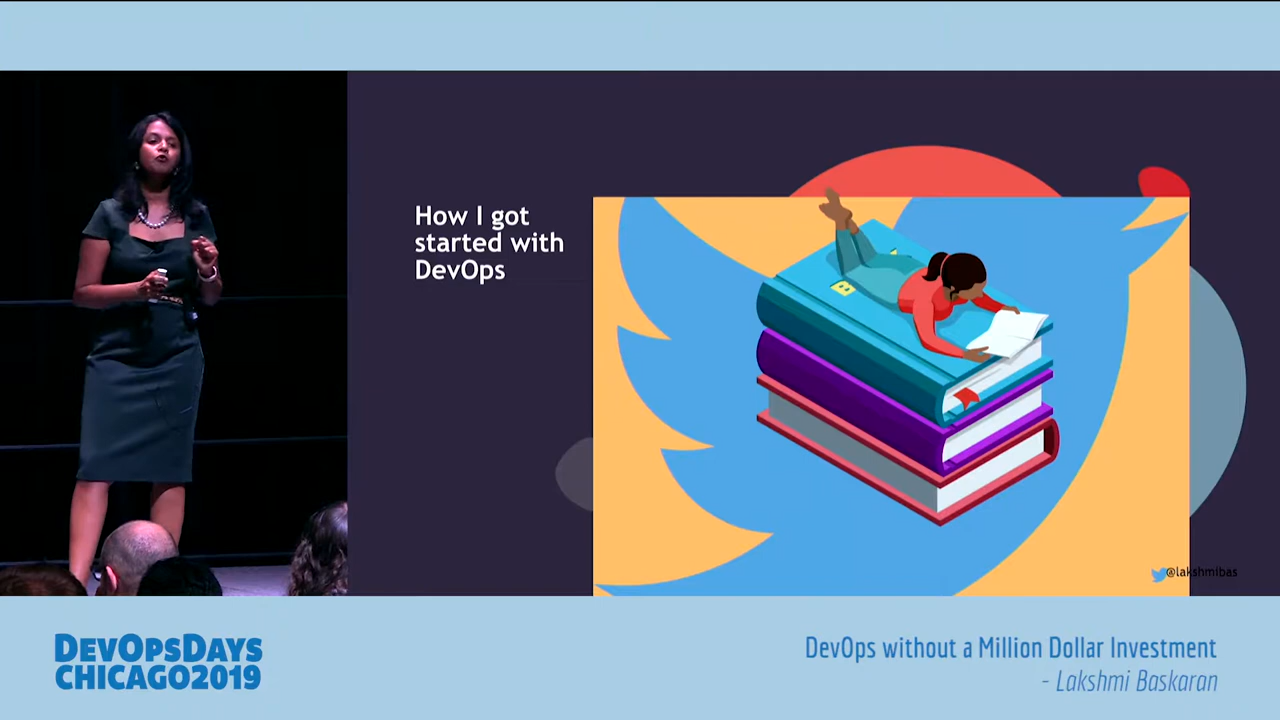 How I got
started with
DevOps
B
@lakshmibas
DevOpsDays
CHICAGO2019
DevOps without a Million Dollar Investment
- Lakshmi Baskaran